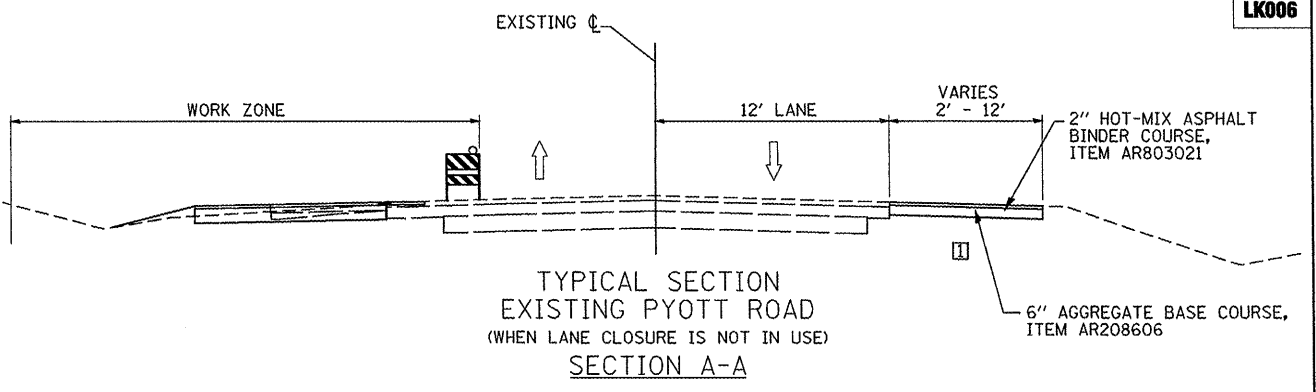 LK006
EXISTING ℄
WORK ZONE
12' LANE
VARIES
2' - 12'
2" HOT-MIX ASPHALT
BINDER COURSE,
ITEM AR803021
1
6" AGGREGATE BASE COURSE,
ITEM AR208606
TYPICAL SECTION
EXISTING PYOTT ROAD
(WHEN LANE CLOSURE IS NOT IN USE)
SECTION A-A